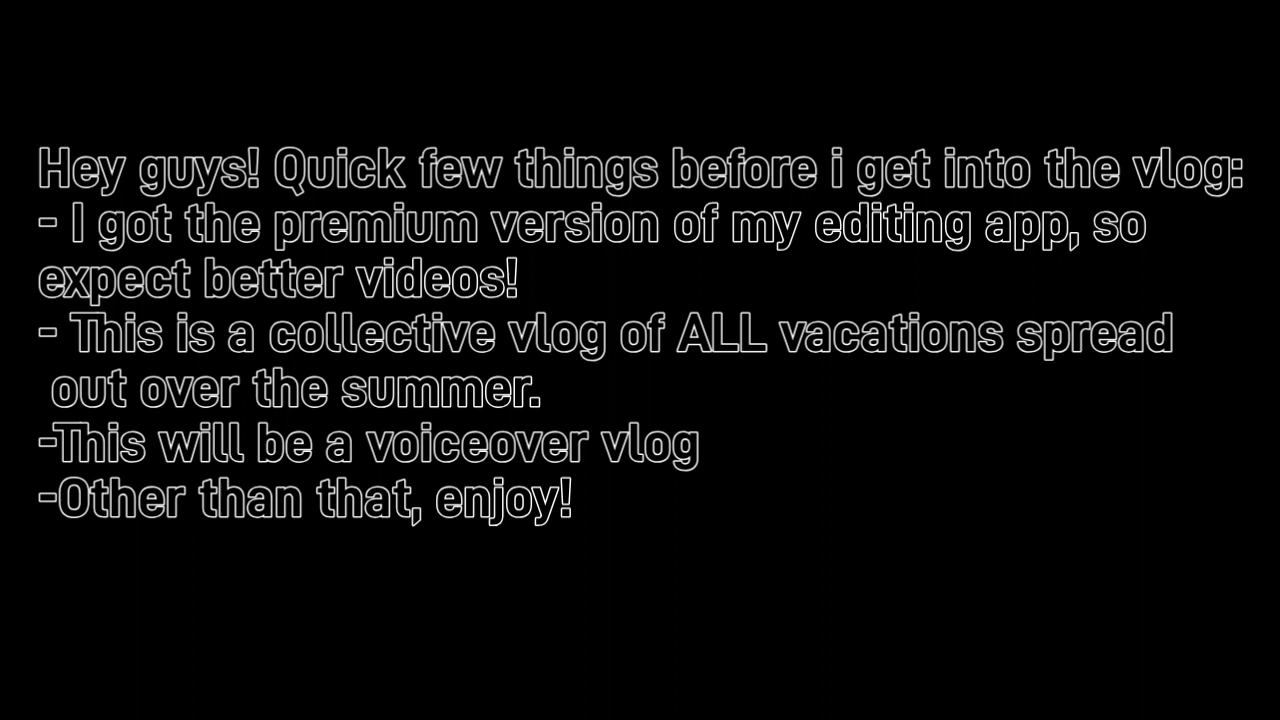 Hey guys! Quick few things before i get into the vlog:
- I got the premium version of my editing app, so
expect better videos!
- This is a collective vlog of ALL vacations spread
out over the summer.
-This will be a voiceover vlog
-Other than that, enjoy!